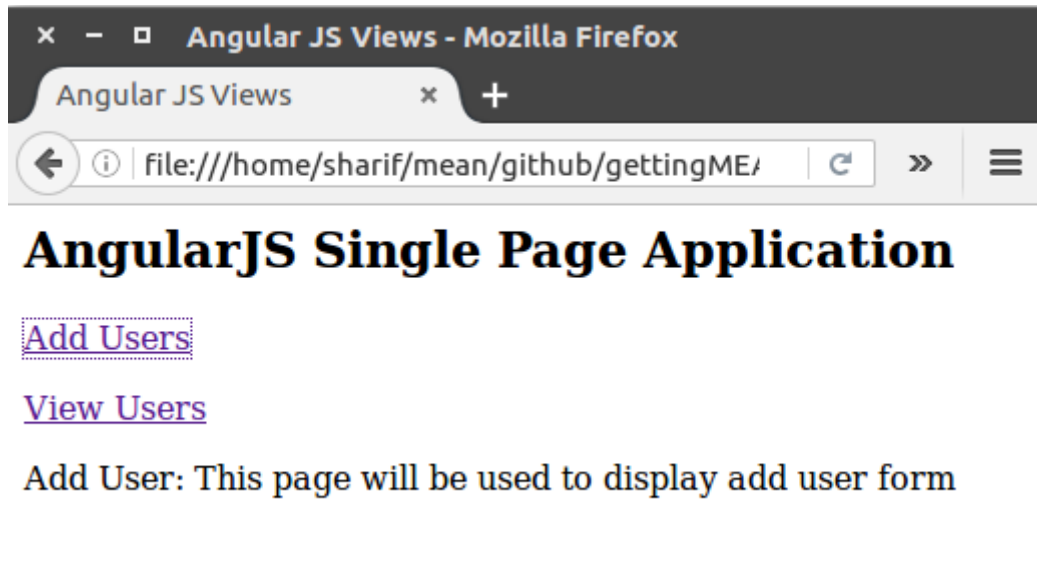 Angular JS Views - Mozilla Firefox
Angular JS Views
file:///home/sharif/mean/github/gettingMEA
AngularJS Single Page Application
Add Users
View Users
Add User: This page will be used to display add user form